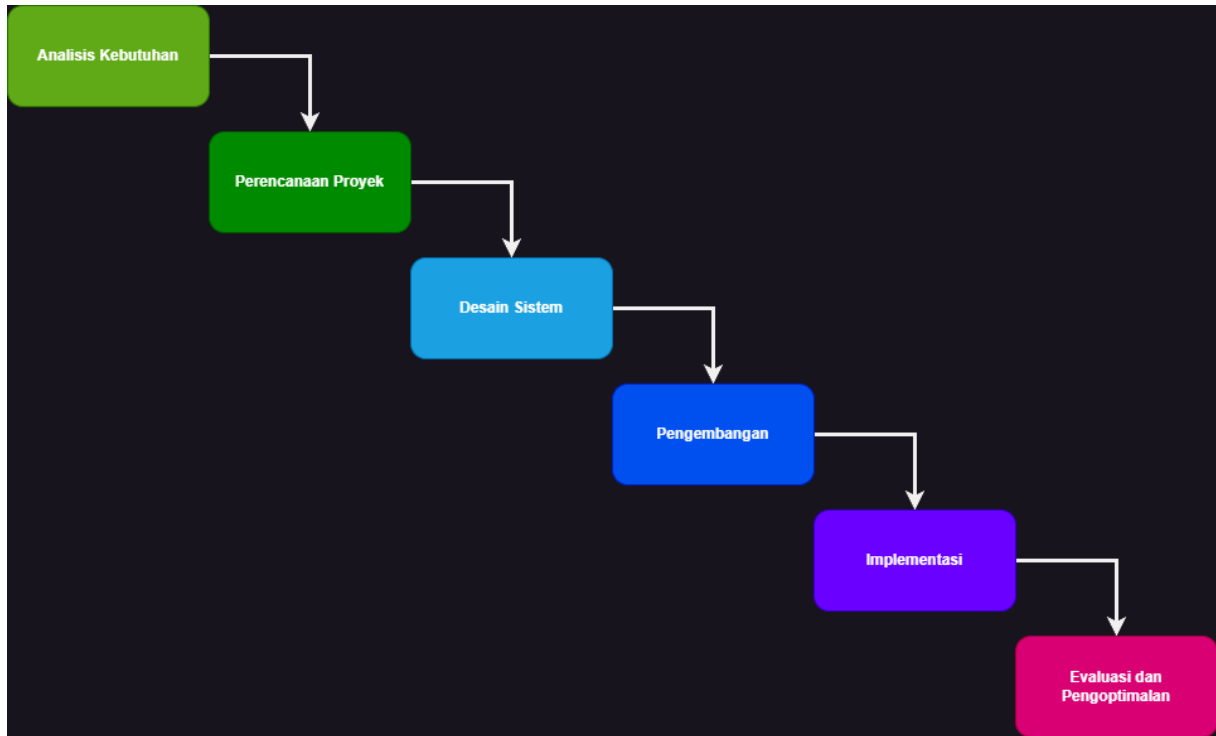 Analisis Kebutuhan
Perencanaan Proyek
Desain Sistem
Pengembangan
Implementasi
Evaluasi dan
Pengoptimalan